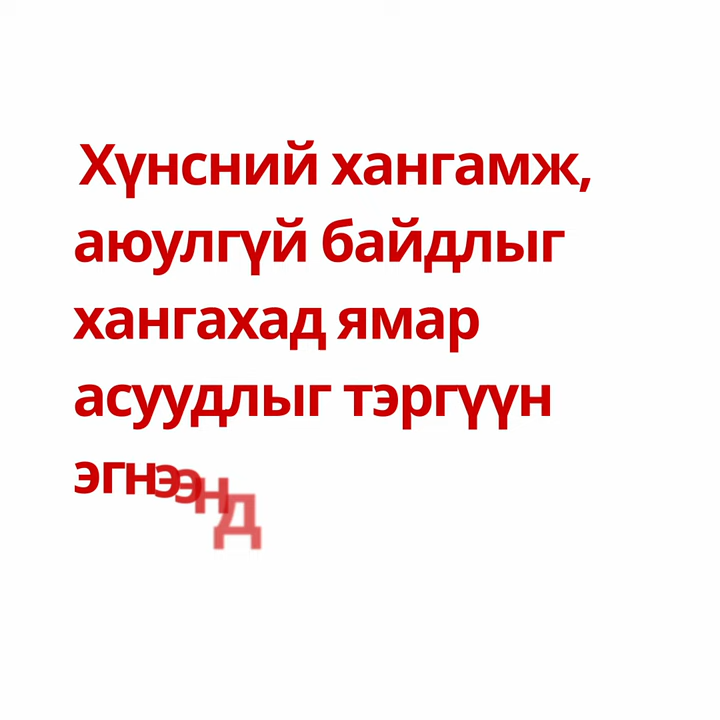 Хүнсний хангамж,
аюулгүй байдлыг
хангахад ямар
асуудлыг тэргүүн
эгнээнд